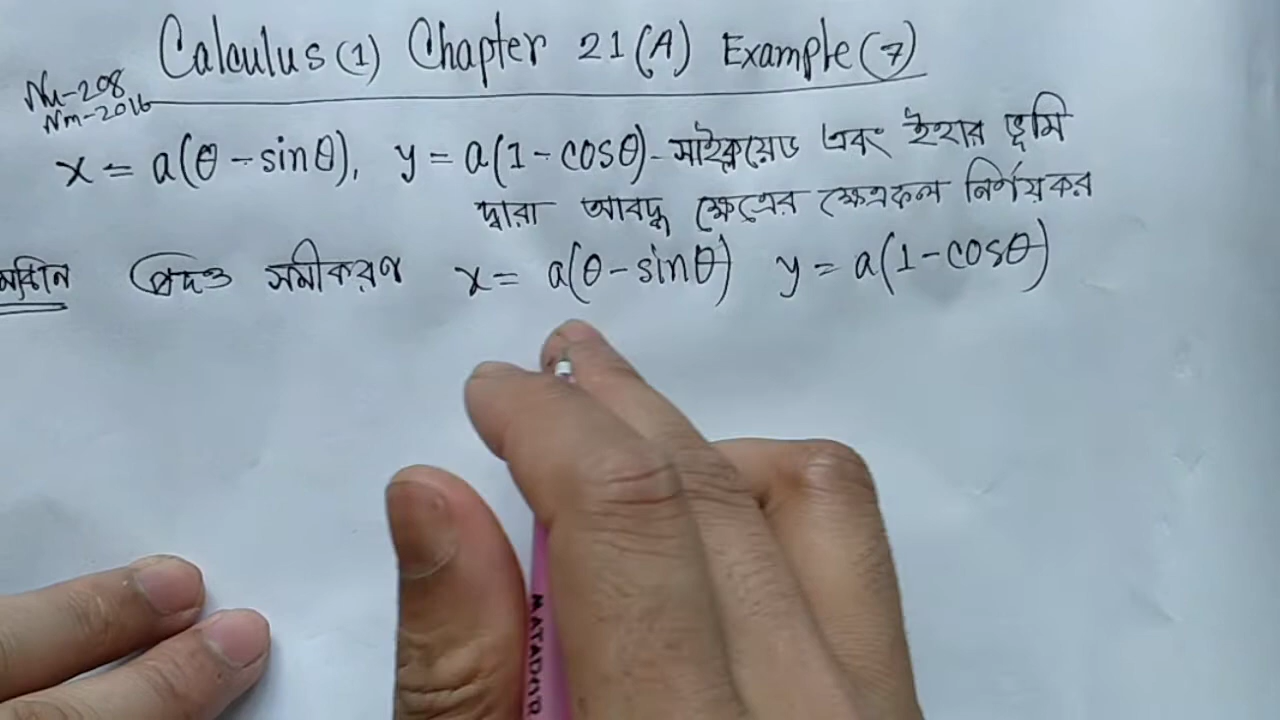 Calculus (1) Chapter 21(A) Example (7)
Nu-208
Nm-2016
x = a(θ - sinθ), y = a(1 - cosθ) - সাইক্লয়েড এবং ইহার ভূমি
দ্বারা আবদ্ধ ক্ষেত্রের ক্ষেত্রফল নির্ণয় কর
প্রদত্ত সমীকরণ x = a(θ - sinθ) y = a(1 - cosθ)
MATADOR